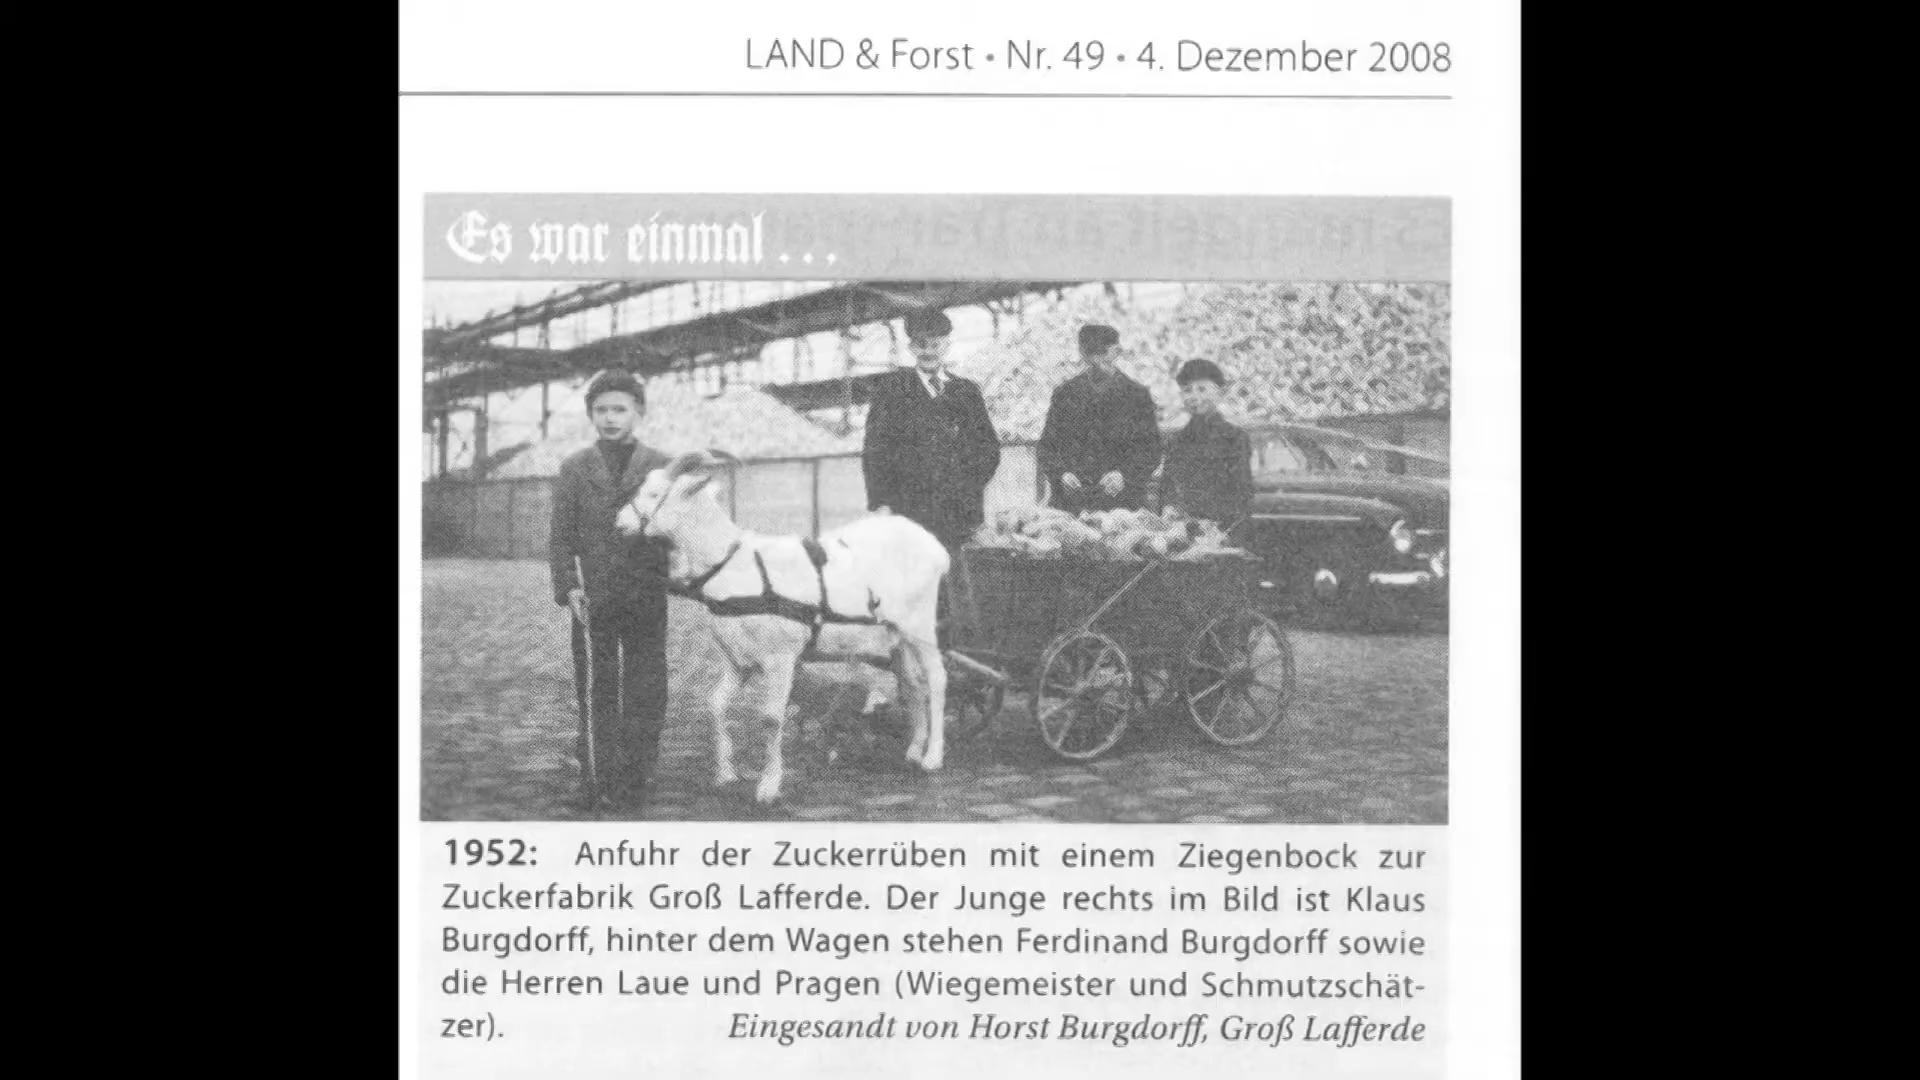 LAND & Forst • Nr. 49 • 4. Dezember 2008
Es war einmal ...
1952: Anfuhr der Zuckerrüben mit einem Ziegenbock zur
Zuckerfabrik Groß Lafferde. Der Junge rechts im Bild ist Klaus
Burgdorff, hinter dem Wagen stehen Ferdinand Burgdorff sowie
die Herren Laue und Pragen (Wiegemeister und Schmutzschät-
zer). Eingesandt von Horst Burgdorff, Groß Lafferde